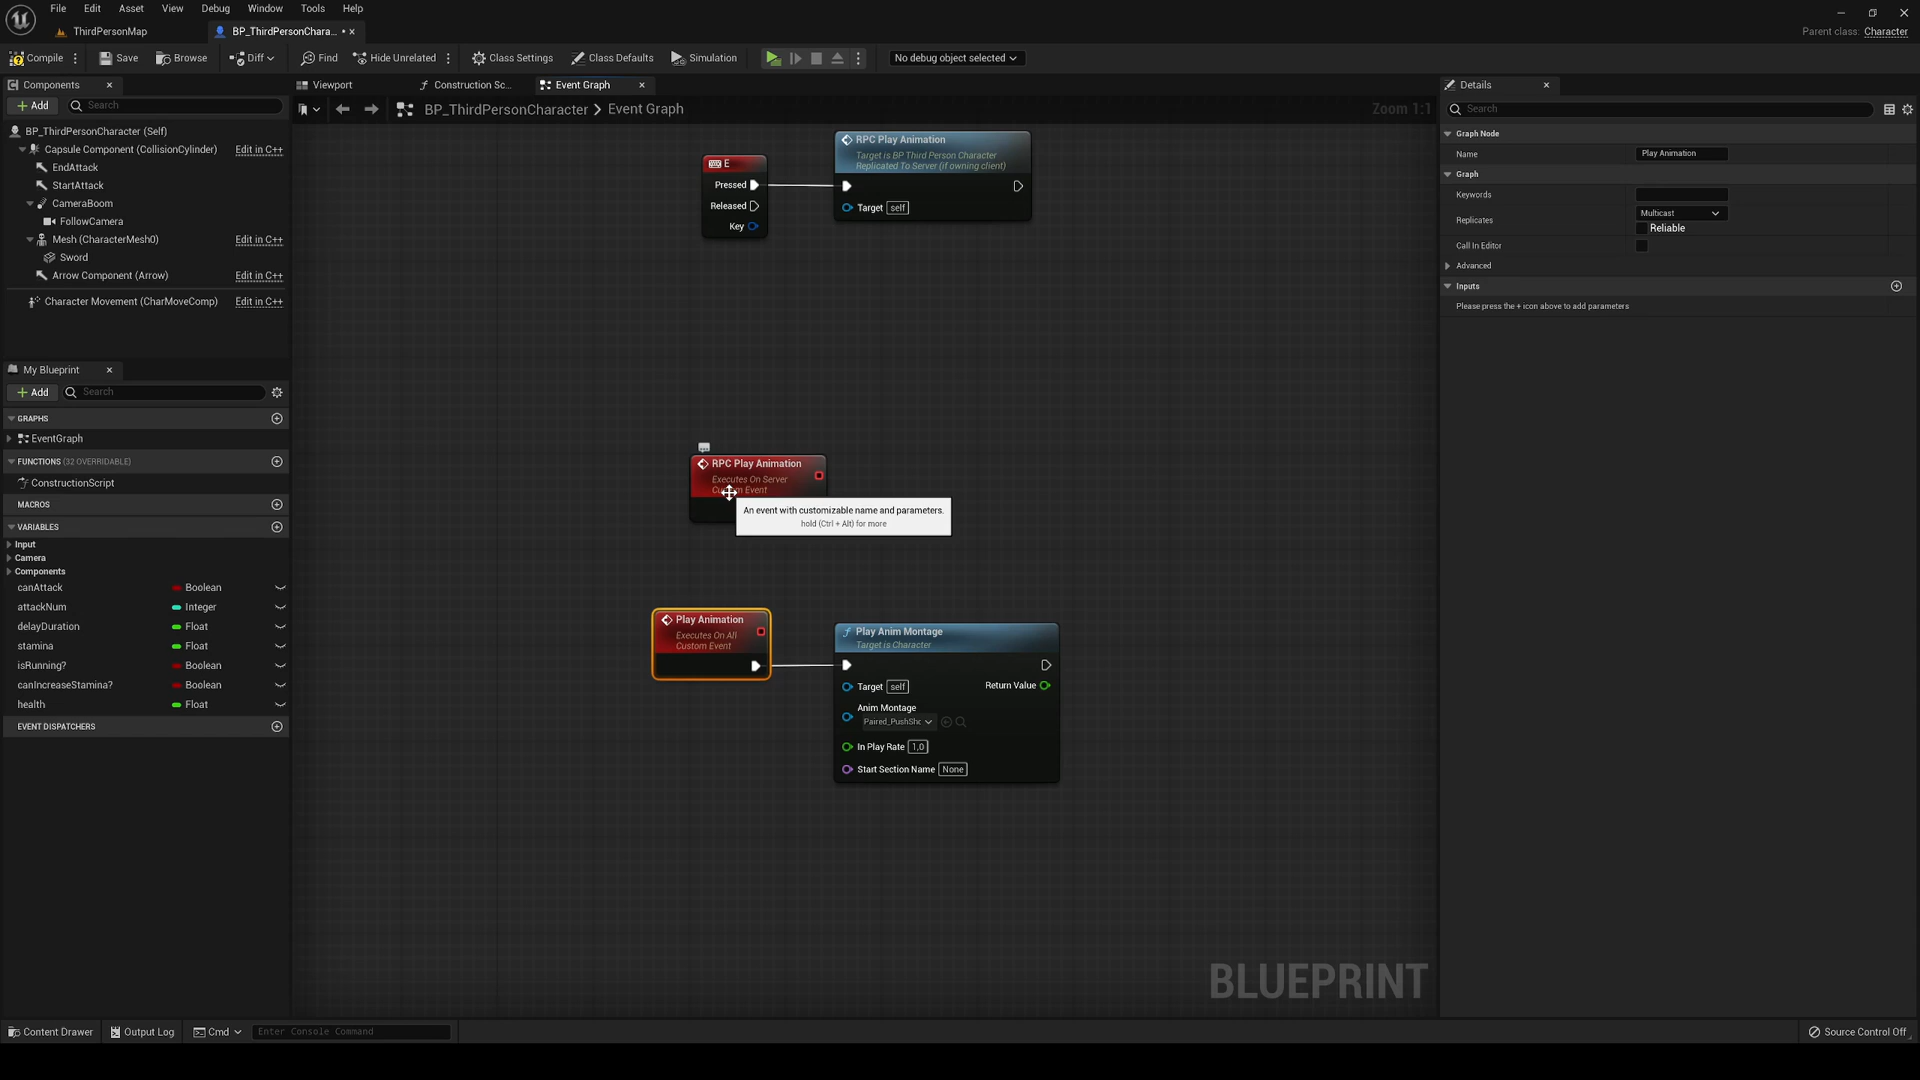 File Edit Asset View Debug Window Tools Help
ThirdPersonMap
BP_ThirdPersonChara... •
Parent class: Character
Compile
Save
Browse
Diff
Find
Hide Unrelated
Class Settings
Class Defaults
Simulation
No debug object selected
Components
Add
Search
BP_ThirdPersonCharacter (Self)
Capsule Component (CollisionCylinder) Edit in C++
EndAttack
StartAttack
CameraBoom
FollowCamera
Mesh (CharacterMesh0) Edit in C++
Sword
Arrow Component (Arrow) Edit in C++
Character Movement (CharMoveComp) Edit in C++
My Blueprint
Add
Search
GRAPHS
EventGraph
FUNCTIONS (32 OVERRIDABLE)
ConstructionScript
MACROS
VARIABLES
Input
Camera
Components
canAttack Boolean
attackNum Integer
delayDuration Float
stamina Float
isRunning? Boolean
canIncreaseStamina? Boolean
health Float
EVENT DISPATCHERS
Viewport
Construction Sc...
Event Graph
BP_ThirdPersonCharacter > Event Graph
Zoom 1:1
E
Pressed
Released
Key
RPC Play Animation
Target is BP Third Person Character
Replicated To Server (if owning client)
Target self
RPC Play Animation
Executes On Server
An event with customizable name and parameters.
hold (Ctrl + Alt) for more
Play Animation
Executes On All
Custom Event
Play Anim Montage
Target is Character
Target self
Return Value
Anim Montage
In Play Rate 1,0
Start Section Name None
BLUEPRINT
Details
Search
Graph Node
Name Play Animation
Graph
Keywords
Replicates Multicast
Reliable
Call In Editor
Advanced
Inputs
Please press the + icon above to add parameters
Content Drawer
Output Log
Cmd
Enter Console Command
Source Control Off